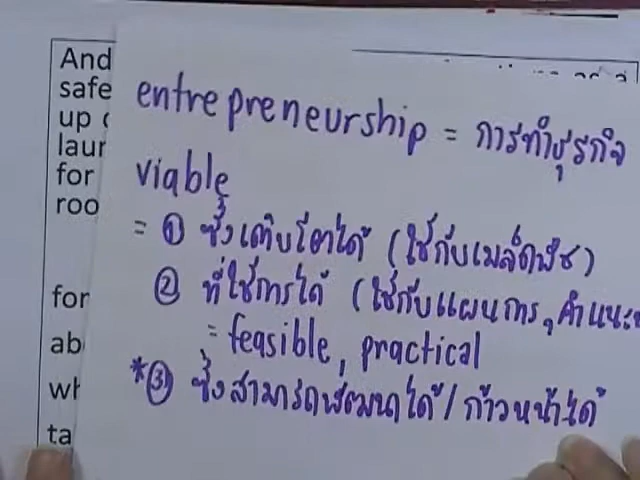 And
safe
up
laun
for
roo
for
ab
wh
ta
entrepreneurship = การทำธุรกิจ
viable
= ① ซึ่งเติบโตได้ (ใช้กับเมล็ดพืช)
② ที่ใช้การได้ (ใช้กับแผนการ, คำแนะ
= feasible, practical
*③ ซึ่งสามารถพัฒนาได้/ก้าวหน้าได้